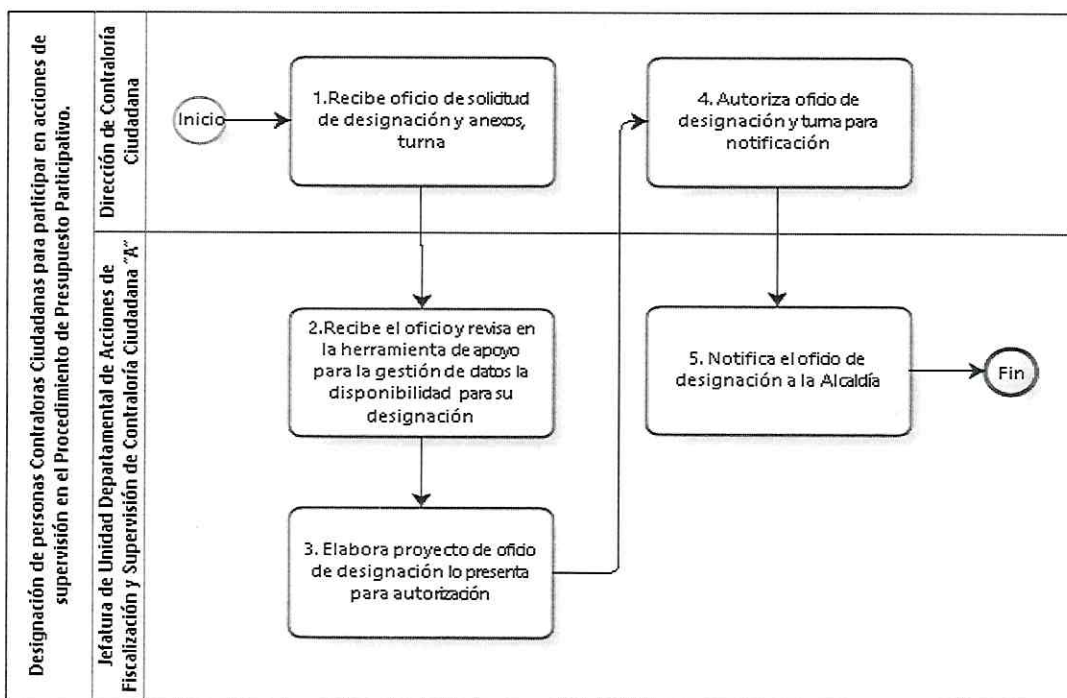 Designación de personas Contraloras Ciudadanas para participar en acciones de
supervisión en el Procedimiento de Presupuesto Participativo.
Dirección de Contraloría
Ciudadana
Inicio
1.Recibe oficio de solicitud
de designación y anexos,
turna
4. Autoriza oficio de
designación y turna para
notificación
Jefatura de Unidad Departamental de Acciones de
Fiscalización y Supervisión de Contraloría Ciudadana "A"
2.Recibe el oficio y revisa en
la herramienta de apoyo
para la gestión de datos la
disponibilidad para su
designación
3. Elabora proyecto de oficio
de designación lo presenta
para autorización
5. Notifica el oficio de
designación a la Alcaldía
Fin